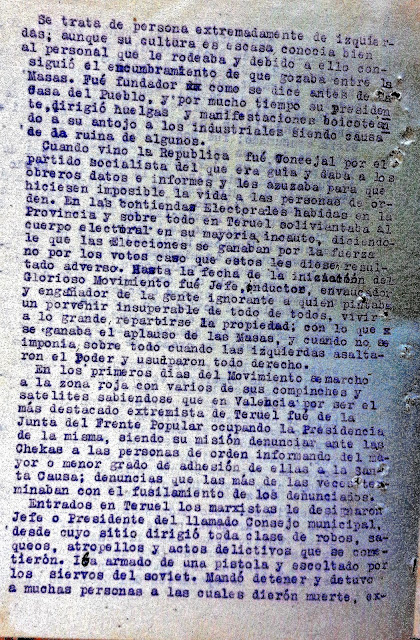 Se trata de persona extremadamente de izquier-
das; aunque su cultura es escasa conocia bien
al personal que le rodeaba y debido a ello con-
siguió el encumbramiento de que gozaba entre la
Masas. Fué fundador xx como se dice antes de la
Casa del Pueblo, y por mucho tiempo su presiden
te, dirigió huelgas y manifestaciones boicoteán
do a su antojo a los industriales siendo causa
de la ruina de algunos.
Cuando vino la Republica fué Concejal por el
partido Socialista del que era guia y daba a los
obreros datos e informes y les azuzaba para que
hiciesen imposible la vida a las personas de or-
den. En las contiendas Electorales habidas en la
Provincia y sobre todo en Teruel soliviantaba al
cuerpo electoral en su mayoria incauto, diciendo-
le que las Elecciones se ganaban por la fuerza
no por los votos caso que estos les diese resul-
tado adverso. Hasta la fecha de la iniciación del
Glorioso Movimiento fué Jefe, onductor, envenenador
y engañador de la gente ignorante a quien pintaba
un porvenir insuperable de todo de todos, vivir
a lo grande, repartirse la propiedad; con lo que x
se ganaba el aplauso de las Masas, y cuando no se
imponia, sobre todo cuando las izquierdas asalta-
ron el Poder y usurparon todo derecho.
En los primeros dias del Movimiento se marcho
a la zona roja con varios de sus compinches y
satelites sabiendose que en Valencia por ser el
más destacado extremista de Teruel fue de la
Junta del Frente Popular ocupando la Presidencia
de la misma, siendo su misión denunciar ante las
Chekas a las personas de orden informando del ma-
yor o menor grado de adhesión de ellas a la San-
ta Causa; denuncias que las más de las veces ter-
minaban con el fusilamiento de los denunciados.
Entrados en Teruel los marxistas le designaron
Jefe o Presidente del llamado Consejo municipal,
desde cuyo sitio dirigió toda clase de robos, sa-
queos, atropellos y actos delictivos que se come-
tierón. Iba armado de una pistola y escoltado por
los siervos del soviet. Mandó detener y detuvo
a muchas personas a las cuales dierón muerte, ex-